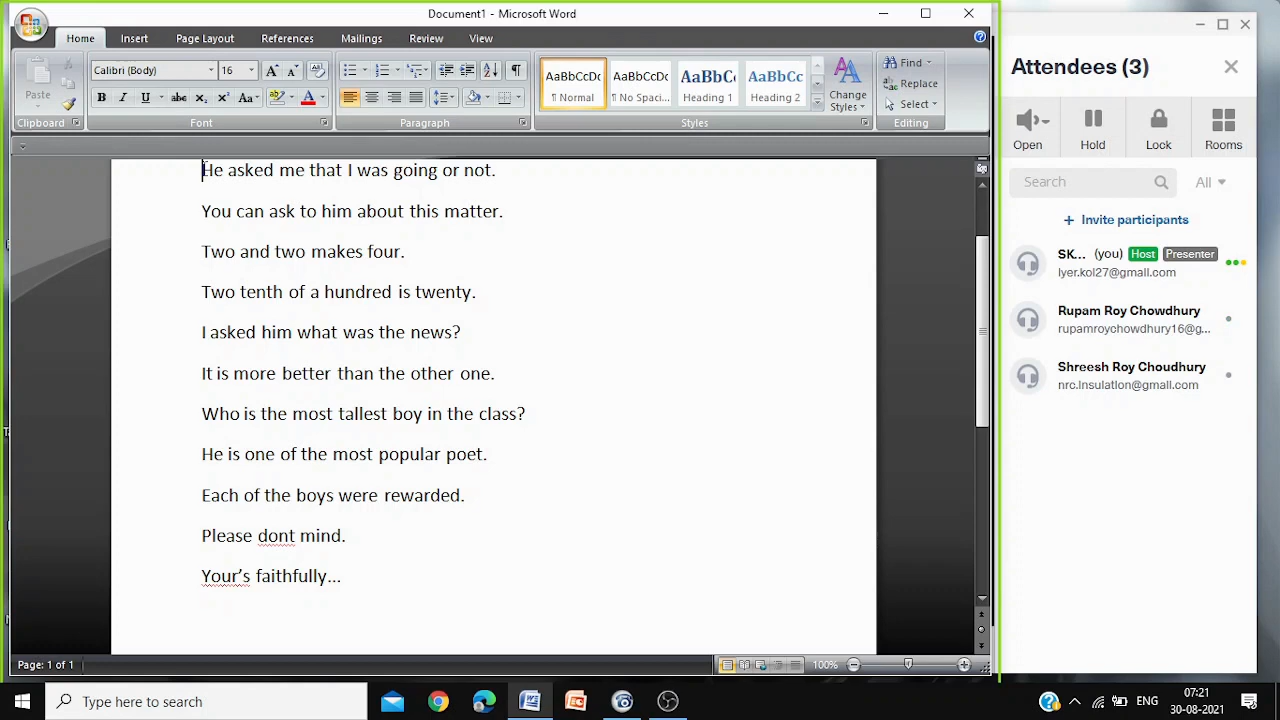 Document1 - Microsoft Word
Home Insert Page Layout References Mailings Review View
Paste
Calibri (Body) 16
AaBbCcDc AaBbCcDc AaBbC AaBbCc
¶ Normal ¶ No Spaci... Heading 1 Heading 2
Change Styles
Find
Replace
Select
Clipboard Font Paragraph Styles Editing
He asked me that I was going or not.
You can ask to him about this matter.
Two and two makes four.
Two tenth of a hundred is twenty.
I asked him what was the news?
It is more better than the other one.
Who is the most tallest boy in the class?
He is one of the most popular poet.
Each of the boys were rewarded.
Please dont mind.
Your’s faithfully...
Page: 1 of 1
100%
Attendees (3)
Open Hold Lock Rooms
Search All
+ Invite participants
SK... (you) Host Presenter
lyer.kol27@gmail.com
Rupam Roy Chowdhury
rupamroychowdhury16@g...
Shreesh Roy Choudhury
nrc.insulation@gmail.com
Type here to search
ENG
07:21
30-08-2021